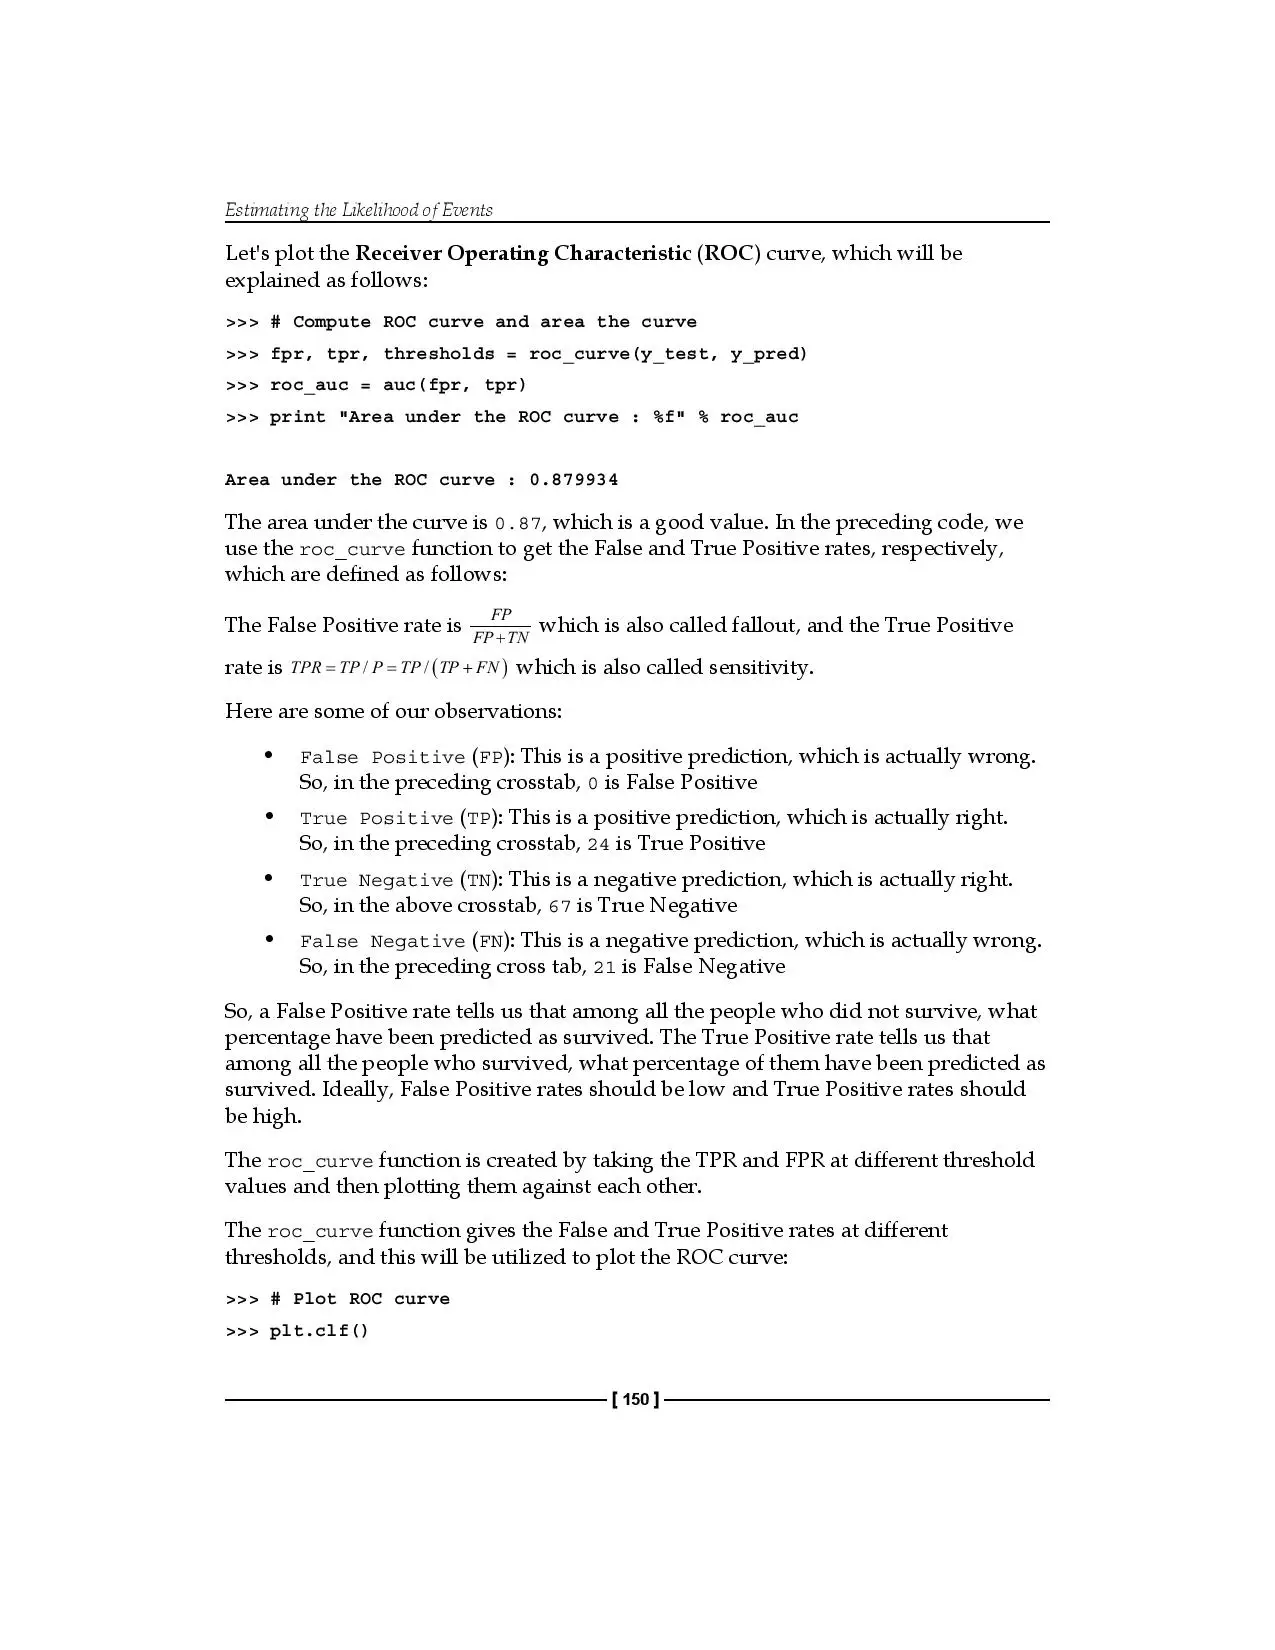 Estimating the Likelihood of Events
Let's plot the Receiver Operating Characteristic (ROC) curve, which will be
explained as follows:
>>> # Compute ROC curve and area the curve
>>> fpr, tpr, thresholds = roc_curve(y_test, y_pred)
>>> roc_auc = auc(fpr, tpr)
>>> print "Area under the ROC curve : %f" % roc_auc
Area under the ROC curve : 0.879934
The area under the curve is 0.87, which is a good value. In the preceding code, we
use the roc_curve function to get the False and True Positive rates, respectively,
which are defined as follows:
The False Positive rate is FP / FP+TN which is also called fallout, and the True Positive
rate is TPR = TP / P = TP / (TP + FN) which is also called sensitivity.
Here are some of our observations:
• False Positive (FP): This is a positive prediction, which is actually wrong.
So, in the preceding crosstab, 0 is False Positive
• True Positive (TP): This is a positive prediction, which is actually right.
So, in the preceding crosstab, 24 is True Positive
• True Negative (TN): This is a negative prediction, which is actually right.
So, in the above crosstab, 67 is True Negative
• False Negative (FN): This is a negative prediction, which is actually wrong.
So, in the preceding cross tab, 21 is False Negative
So, a False Positive rate tells us that among all the people who did not survive, what
percentage have been predicted as survived. The True Positive rate tells us that
among all the people who survived, what percentage of them have been predicted as
survived. Ideally, False Positive rates should be low and True Positive rates should
be high.
The roc_curve function is created by taking the TPR and FPR at different threshold
values and then plotting them against each other.
The roc_curve function gives the False and True Positive rates at different
thresholds, and this will be utilized to plot the ROC curve:
>>> # Plot ROC curve
>>> plt.clf()
[ 150 ]